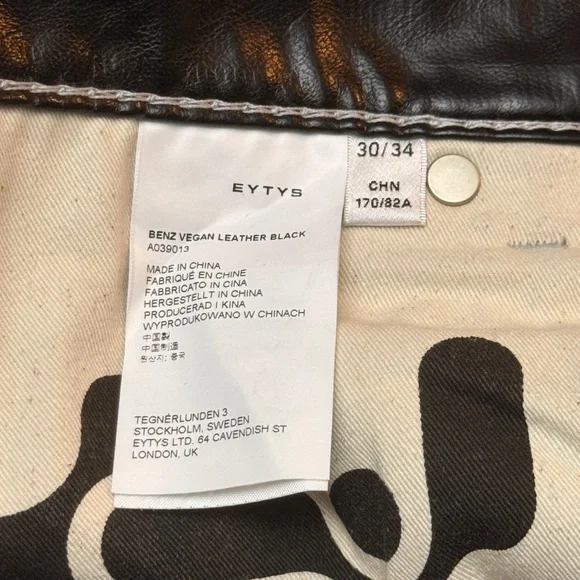 EYTYS
BENZ VEGAN LEATHER BLACK
A039013
MADE IN CHINA
FABRIQUÉ EN CHINE
FABBRICATO IN CINA
HERGESTELLT IN CHINA
PRODUCERAD I KINA
WYPRODUKOWANO W CHINACH
中国製
中国制造
원산지: 중국
TEGNÉRLUNDEN 3
STOCKHOLM, SWEDEN
EYTYS LTD. 64 CAVENDISH ST
LONDON, UK
30/34
CHN
170/82A